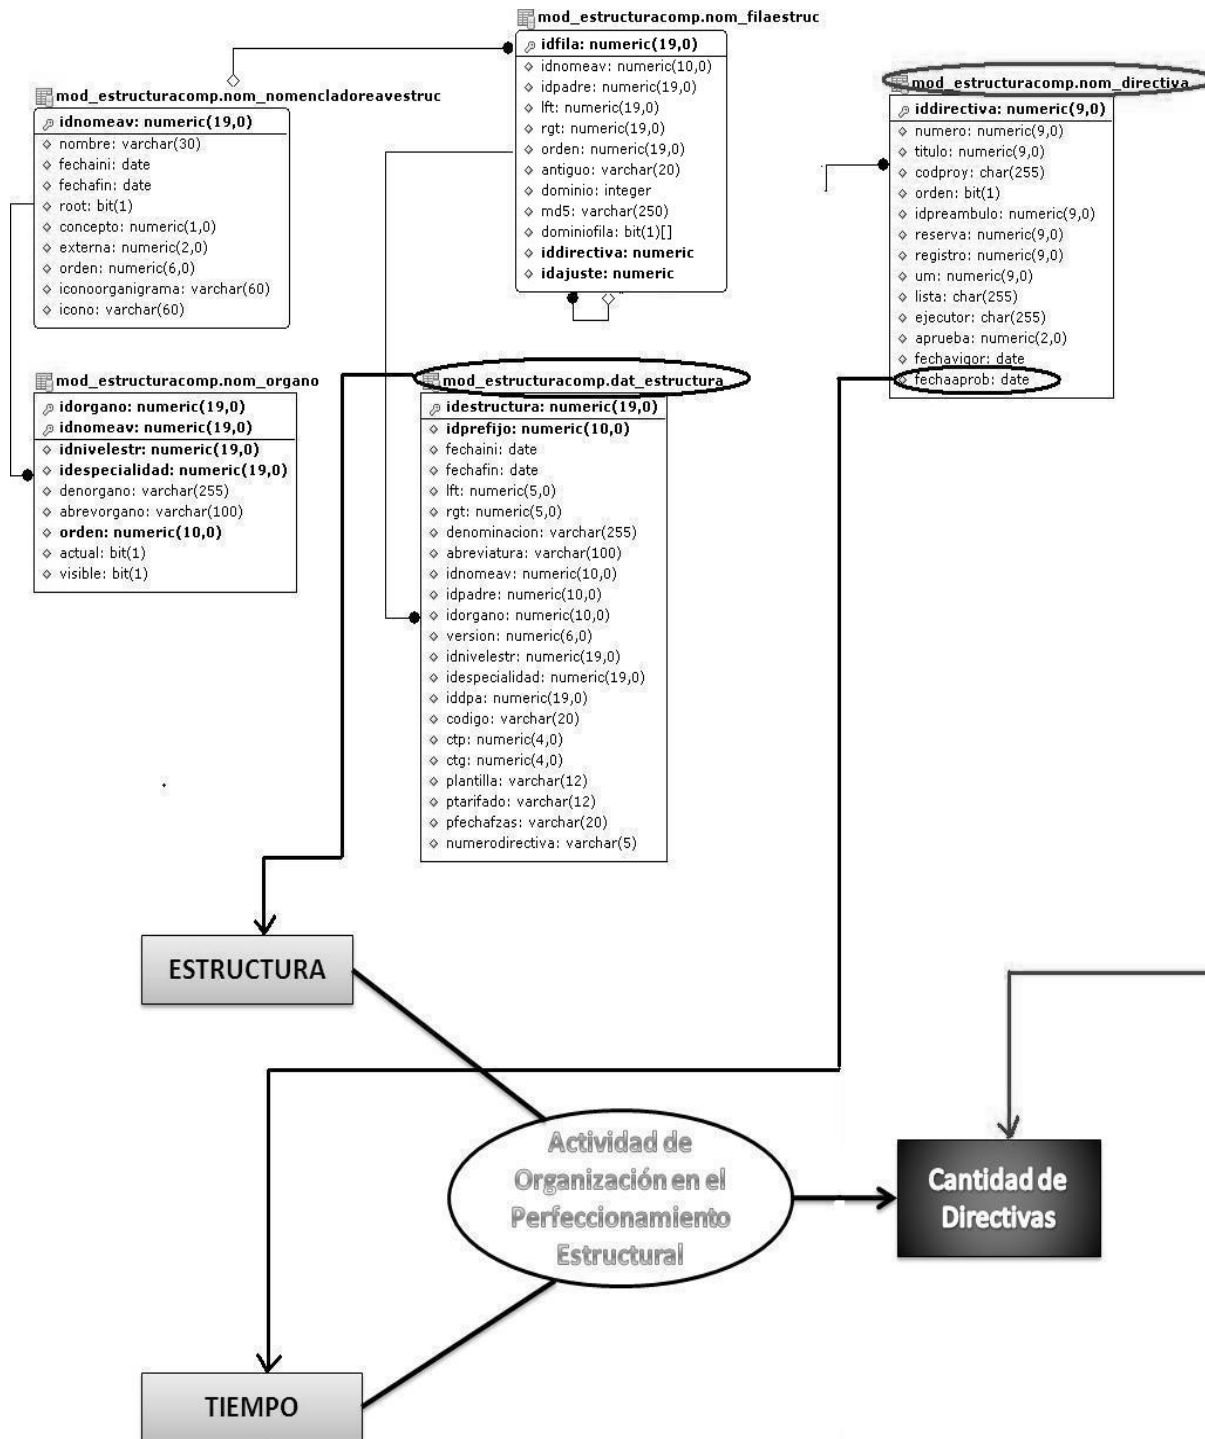 mod_estructuracomp.nom_filaestruc
idfila: numeric(19,0)
idnomeav: numeric(10,0)
idpadre: numeric(19,0)
lft: numeric(19,0)
rgt: numeric(19,0)
orden: numeric(19,0)
antiguo: varchar(20)
dominio: integer
md5: varchar(250)
dominiofila: bit(1)[]
iddirectiva: numeric
idajuste: numeric
mod_estructuracomp.nom_nomencladoreavestruc
idnomeav: numeric(19,0)
nombre: varchar(30)
fechaini: date
fechafin: date
root: bit(1)
concepto: numeric(1,0)
externa: numeric(2,0)
orden: numeric(6,0)
iconoorganigrama: varchar(60)
icono: varchar(60)
mod_estructuracomp.nom_directiva
iddirectiva: numeric(9,0)
numero: numeric(9,0)
titulo: numeric(9,0)
codproy: char(255)
orden: bit(1)
idpreambulo: numeric(9,0)
reserva: numeric(9,0)
registro: numeric(9,0)
um: numeric(9,0)
lista: char(255)
ejecutor: char(255)
aprueba: numeric(2,0)
fechavigor: date
fechaaprob: date
mod_estructuracomp.nom_organo
idorgano: numeric(19,0)
idnomeav: numeric(19,0)
idnivelestr: numeric(19,0)
idespecialidad: numeric(19,0)
denorgano: varchar(255)
abrevorgano: varchar(100)
orden: numeric(10,0)
actual: bit(1)
visible: bit(1)
mod_estructuracomp.dat_estructura
idestructura: numeric(19,0)
idprefijo: numeric(10,0)
fechaini: date
fechafin: date
lft: numeric(5,0)
rgt: numeric(5,0)
denominacion: varchar(255)
abreviatura: varchar(100)
idnomeav: numeric(10,0)
idpadre: numeric(10,0)
idorgano: numeric(10,0)
version: numeric(6,0)
idnivelestr: numeric(19,0)
idespecialidad: numeric(19,0)
iddpa: numeric(19,0)
codigo: varchar(20)
ctp: numeric(4,0)
ctg: numeric(4,0)
plantilla: varchar(12)
ptarifado: varchar(12)
pfechafzas: varchar(20)
numerodirectiva: varchar(5)
ESTRUCTURA
Actividad de
Organización en el
Perfeccionamiento
Estructural
Cantidad de
Directivas
TIEMPO